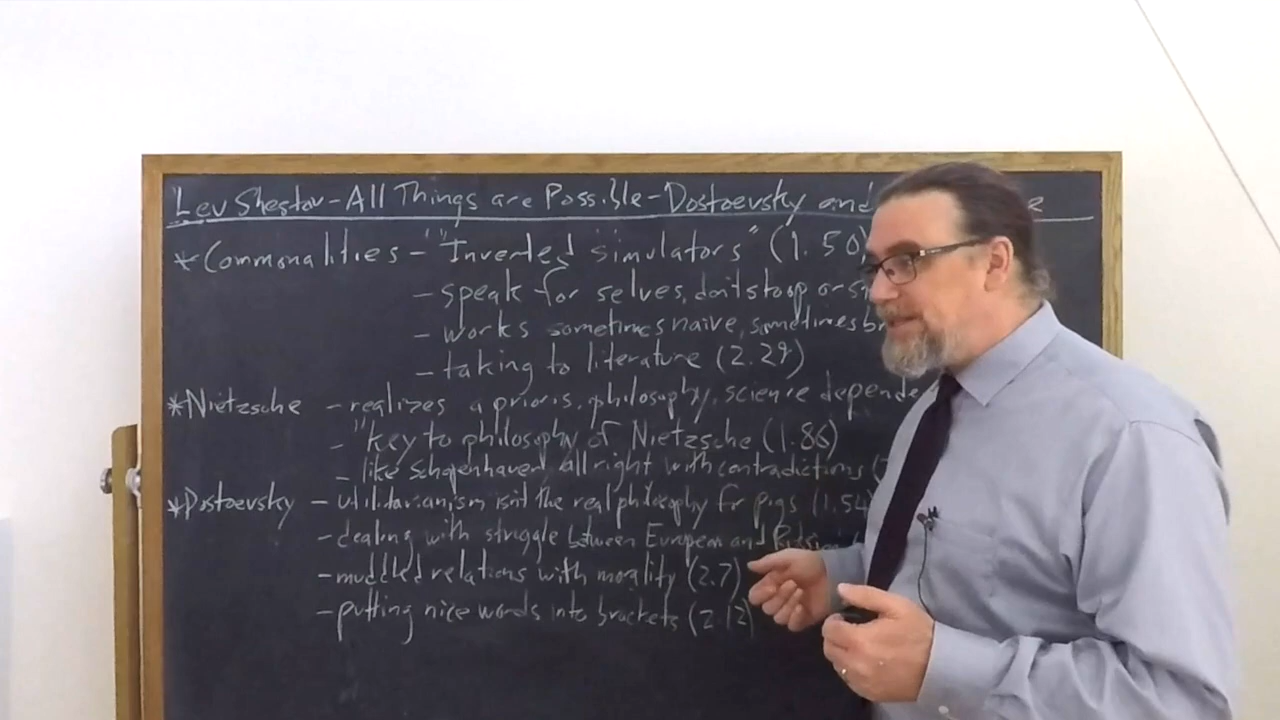 Lev Shestov - All Things are Possible - Dostoevsky and
* Commonalities - "Inverted simulators" (1.50)
- speak for selves, don't stoop or
- works sometimes naive, sometimes
- taking to literature (2.29)
* Nietzsche - realizes a prioris, philosophy, science
- "key to philosophy of Nietzsche (1.86)
- like Schopenhauer, all right with contradictions
* Dostoevsky - utilitarianism isn't the real philosophy for pigs (1.54
- dealing with struggle between European and
- muddled relations with morality (2.7)
- putting nice words into brackets (2.12)